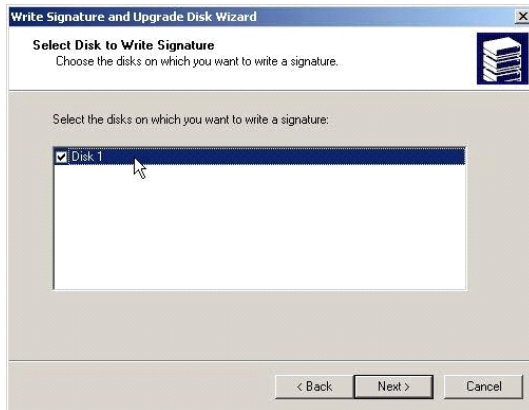 Write Signature and Upgrade Disk Wizard
Select Disk to Write Signature
Choose the disks on which you want to write a signature.
Select the disks on which you want to write a signature:
Disk 1
< Back
Next >
Cancel